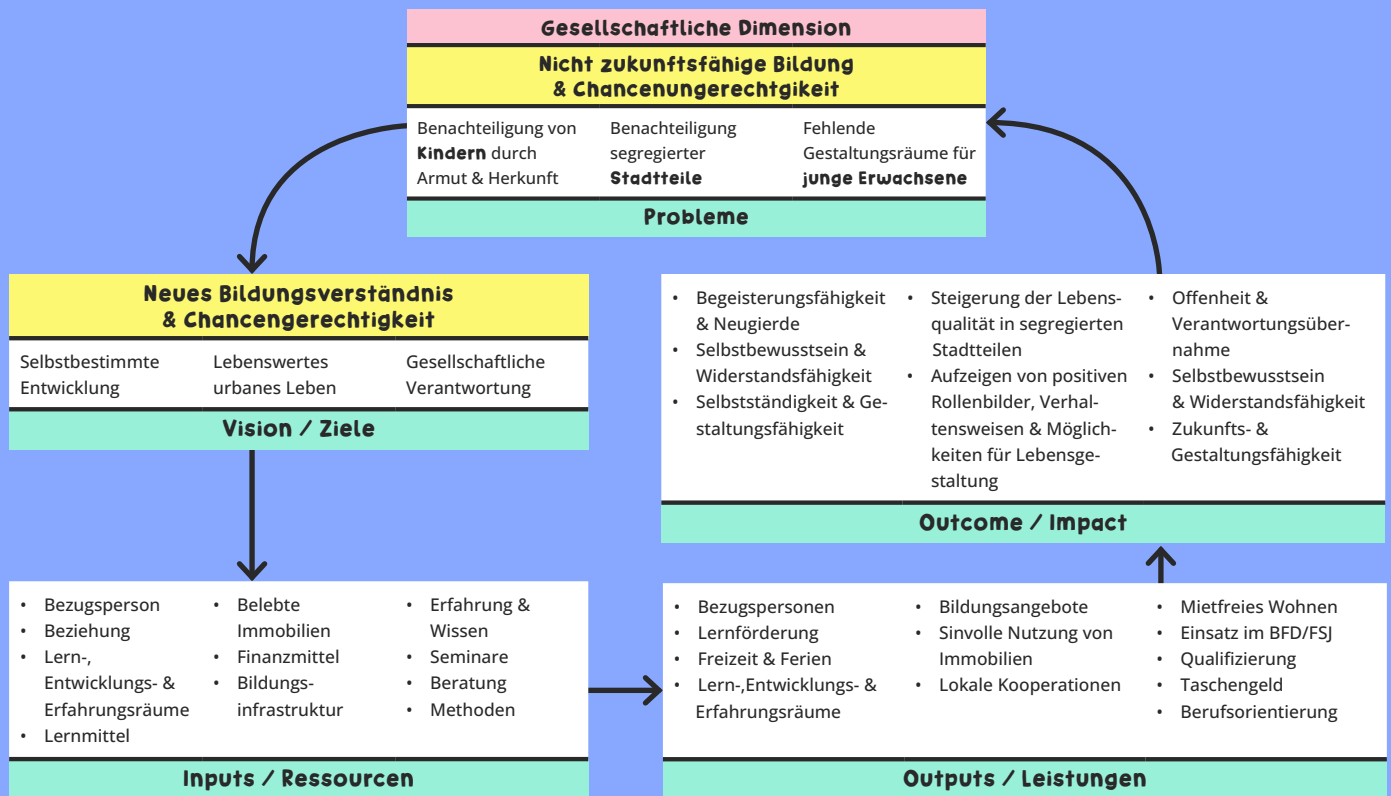 Gesellschaftliche Dimension
Nicht zukunftsfähige Bildung
& Chancenungerechtgikeit
Benachteiligung von
Kindern durch
Armut & Herkunft
Benachteiligung
segregierter
Stadtteile
Fehlende
Gestaltungsräume für
junge Erwachsene
Probleme
Neues Bildungsverständnis
& Chancengerechtigkeit
Selbstbestimmte
Entwicklung
Lebenswertes
urbanes Leben
Gesellschaftliche
Verantwortung
Vision / Ziele
• Bezugsperson
• Beziehung
• Lern-,
Entwicklungs- &
Erfahrungsräume
• Lernmittel
• Belebte
Immobilien
• Finanzmittel
• Bildungs-
infrastruktur
• Erfahrung &
Wissen
• Seminare
• Beratung
• Methoden
Inputs / Ressourcen
• Bezugspersonen
• Lernförderung
• Freizeit & Ferien
• Lern-,Entwicklungs- &
Erfahrungsräume
• Bildungsangebote
• Sinvolle Nutzung von
Immobilien
• Lokale Kooperationen
• Mietfreies Wohnen
• Einsatz im BFD/FSJ
• Qualifizierung
• Taschengeld
• Berufsorientierung
Outputs / Leistungen
• Begeisterungsfähigkeit
& Neugierde
• Selbstbewusstsein &
Widerstandsfähigkeit
• Selbstständigkeit & Ge-
staltungsfähigkeit
• Steigerung der Lebens-
qualität in segregierten
Stadtteilen
• Aufzeigen von positiven
Rollenbilder, Verhal-
tensweisen & Möglich-
keiten für Lebensge-
staltung
• Offenheit &
Verantwortungsüber-
nahme
• Selbstbewusstsein
& Widerstandsfähigkeit
• Zukunfts- &
Gestaltungsfähigkeit
Outcome / Impact